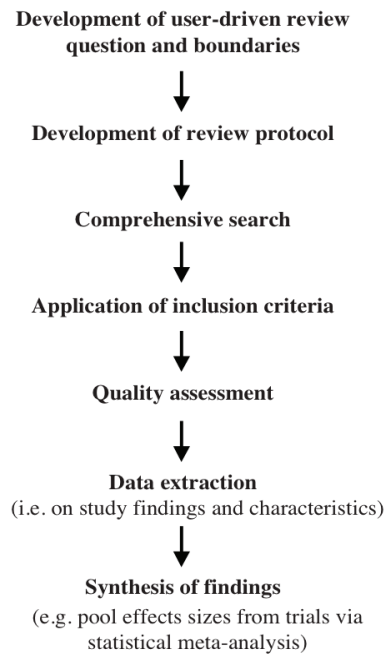 Development of user-driven review
question and boundaries
Development of review protocol
Comprehensive search
Application of inclusion criteria
Quality assessment
Data extraction
(i.e. on study findings and characteristics)
Synthesis of findings
(e.g. pool effects sizes from trials via
statistical meta-analysis)